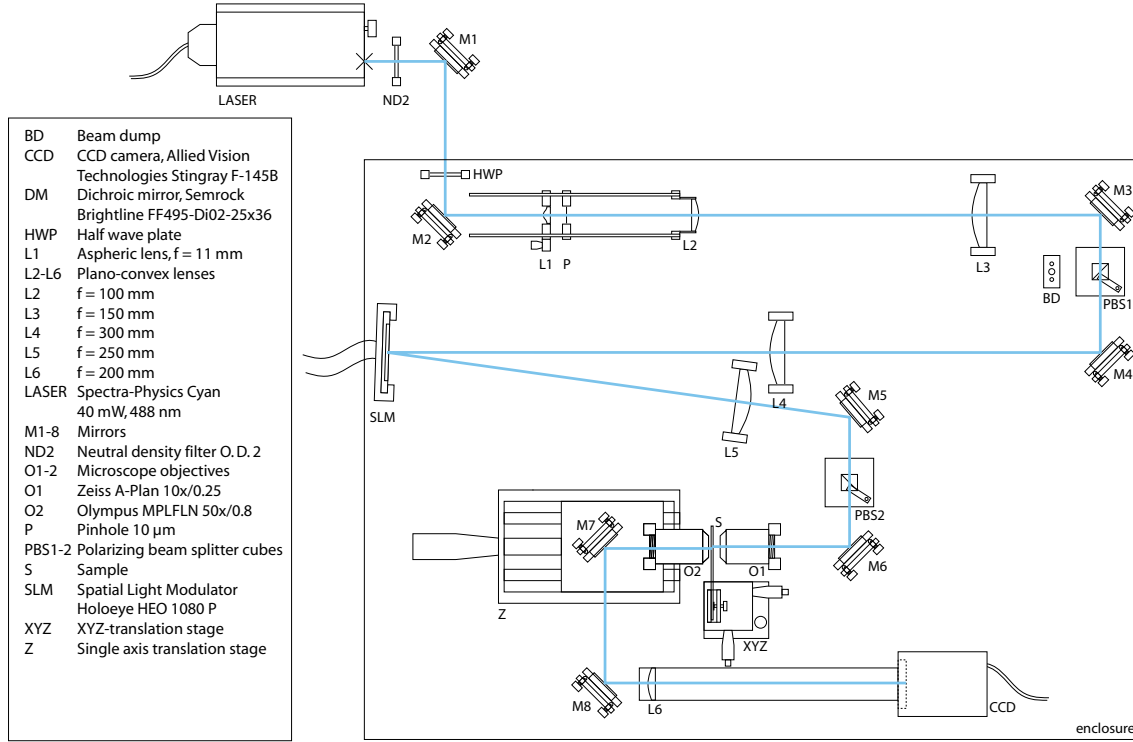 M1
LASER
ND2
BD Beam dump
CCD CCD camera, Allied Vision
Technologies Stingray F-145B
DM Dichroic mirror, Semrock
Brightline FF495-Di02-25x36
HWP Half wave plate
L1 Aspheric lens, f = 11 mm
L2-L6 Plano-convex lenses
L2 f = 100 mm
L3 f = 150 mm
L4 f = 300 mm
L5 f = 250 mm
L6 f = 200 mm
LASER Spectra-Physics Cyan
40 mW, 488 nm
M1-8 Mirrors
ND2 Neutral density filter O. D. 2
O1-2 Microscope objectives
O1 Zeiss A-Plan 10x/0.25
O2 Olympus MPLFLN 50x/0.8
P Pinhole 10 μm
PBS1-2 Polarizing beam splitter cubes
S Sample
SLM Spatial Light Modulator
Holoeye HEO 1080 P
XYZ XYZ-translation stage
Z Single axis translation stage
HWP
M3
M2
L2
L1
P
L3
BD
PBS1
M4
SLM
L4
M5
L5
PBS2
M7
S
M6
O2
O1
Z
XYZ
M8
L6
CCD
enclosure